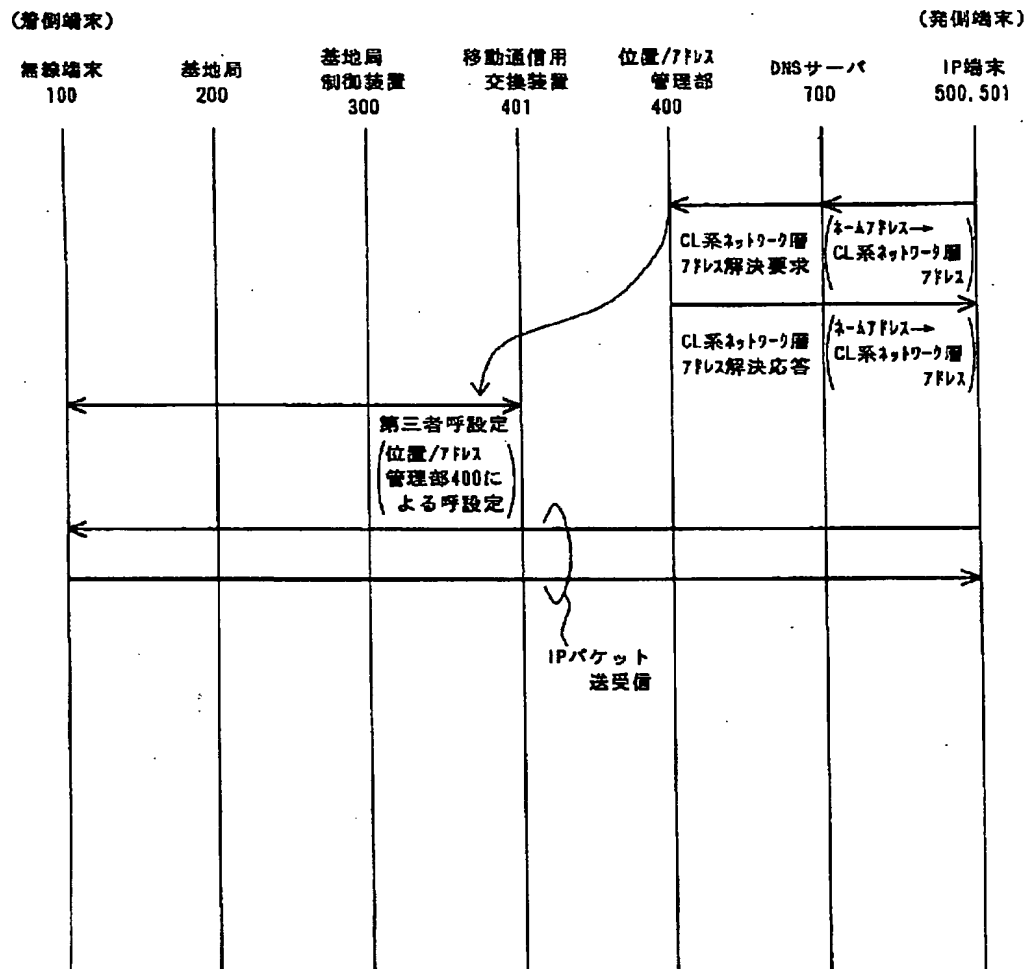 (着側端末)
(発側端末)
無線端末
100
基地局
200
基地局
制御装置
300
移動通信用
交換装置
401
位置/アドレス
管理部
400
DNSサーバ
700
IP端末
500,501
CL系ネットワーク層
アドレス解決要求
ネームアドレス→
CL系ネットワーク層
アドレス
CL系ネットワーク層
アドレス解決応答
ネームアドレス→
CL系ネットワーク層
アドレス
第三者呼設定
位置/アドレス
管理部400に
よる呼設定
IPパケット
送受信